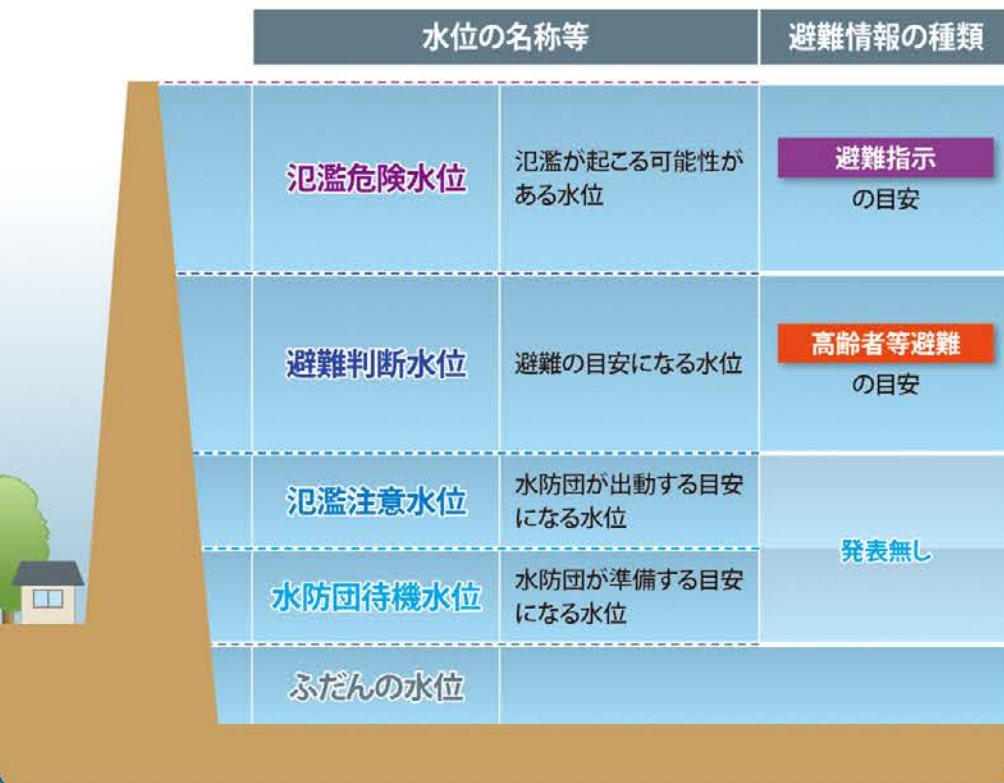 水位の名称等
避難情報の種類
氾濫危険水位
氾濫が起こる可能性が
ある水位
避難指示
の目安
避難判断水位
避難の目安になる水位
高齢者等避難
の目安
氾濫注意水位
水防団が出動する目安
になる水位
発表無し
水防団待機水位
水防団が準備する目安
になる水位
ふだんの水位